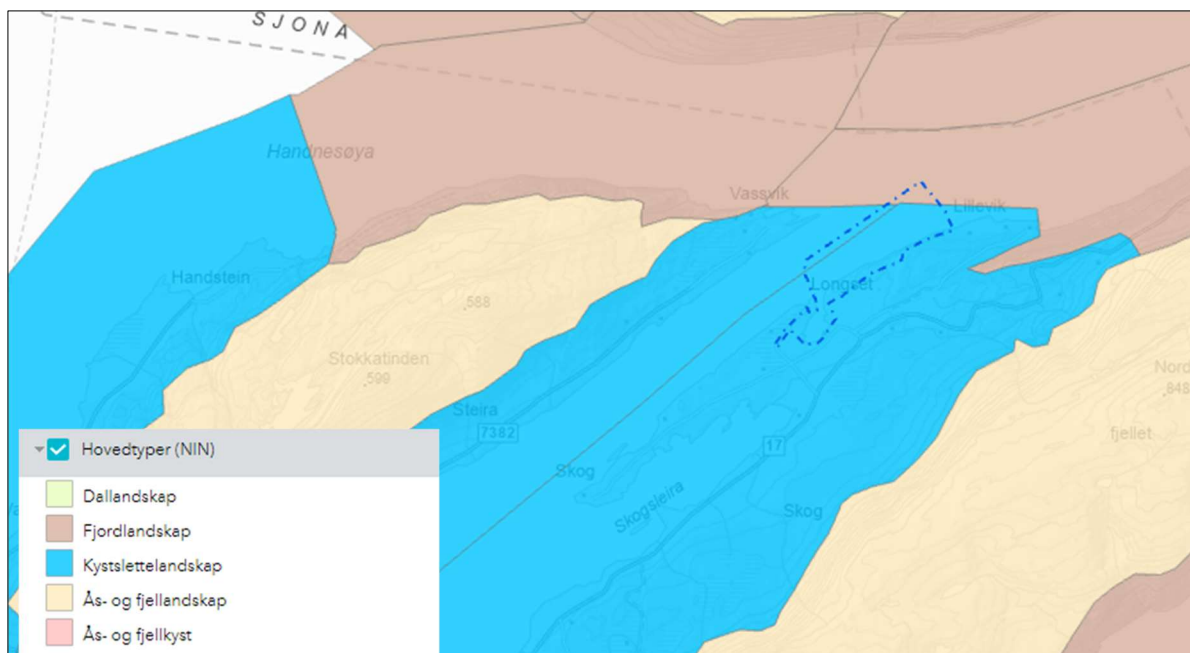 SJONA
Handnesøya
Vassvik
Lillevik
Handstein
Longset
588
Stokkatinden
599
Nord
848
Steira
7382
fjellet
17
Skog
Skogsleira
Skog
Hovedtyper (NIN)
Dallandskap
Fjordlandskap
Kystslettelandskap
Ås- og fjellandskap
Ås- og fjellkyst